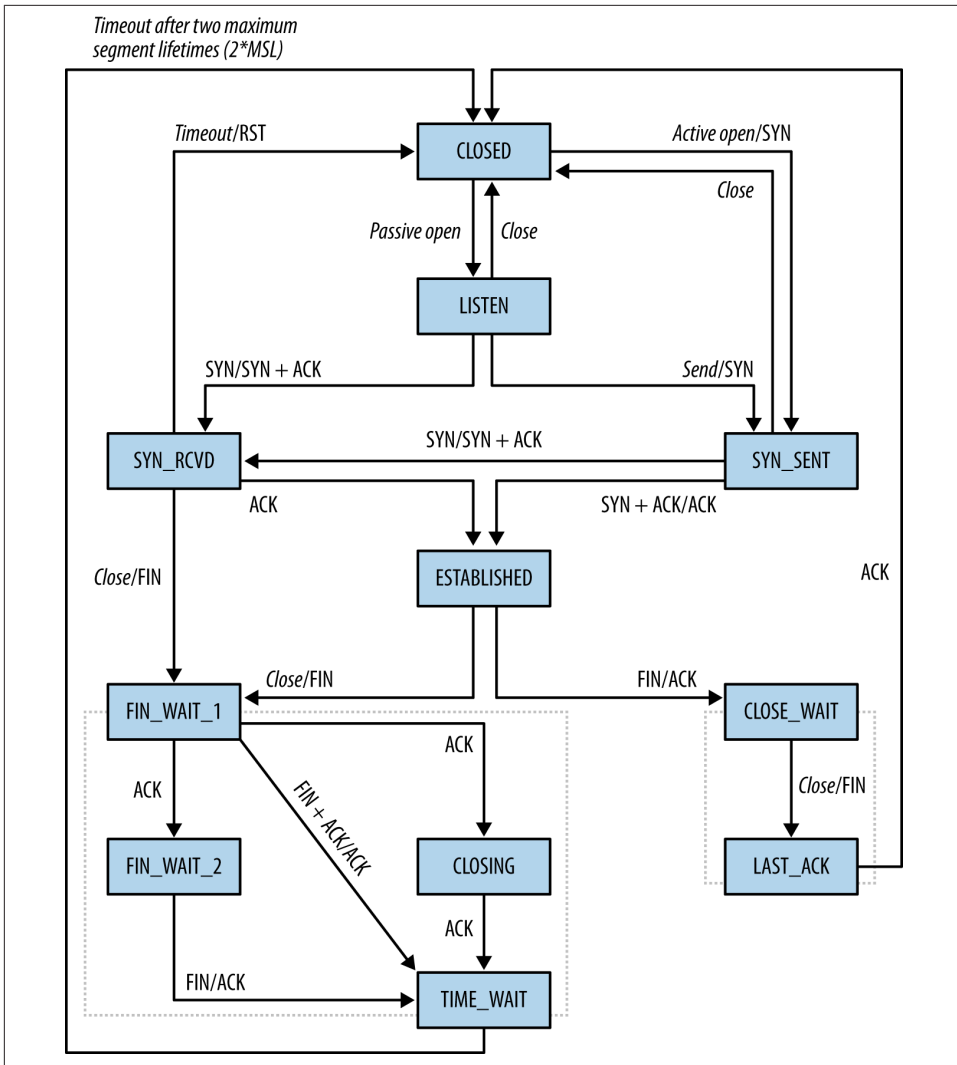 Timeout after two maximum
segment lifetimes (2*MSL)
Timeout/RST
Active open/SYN
CLOSED
Close
Passive open
Close
LISTEN
SYN/SYN + ACK
Send/SYN
SYN/SYN + ACK
SYN_RCVD
SYN_SENT
ACK
SYN + ACK/ACK
ESTABLISHED
ACK
Close/FIN
Close/FIN
FIN/ACK
FIN_WAIT_1
CLOSE_WAIT
ACK
ACK
FIN + ACK/ACK
Close/FIN
FIN_WAIT_2
CLOSING
LAST_ACK
ACK
FIN/ACK
TIME_WAIT